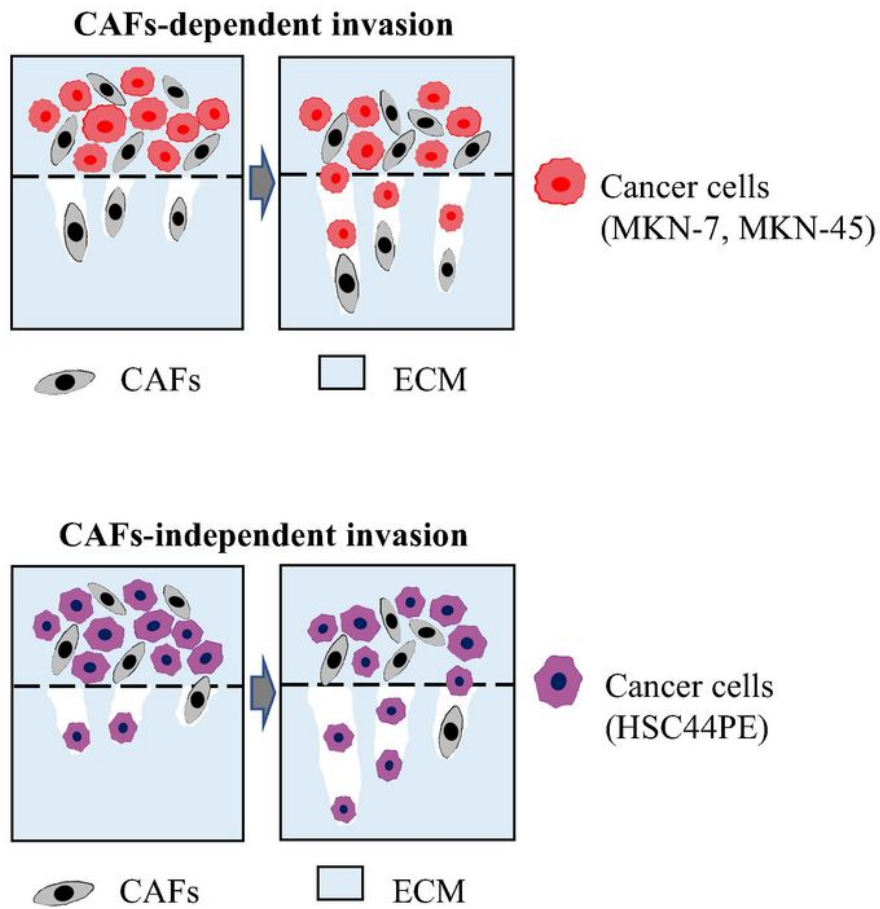 CAFs-dependent invasion
Cancer cells
(MKN-7, MKN-45)
CAFs
ECM
CAFs-independent invasion
Cancer cells
(HSC44PE)
CAFs
ECM